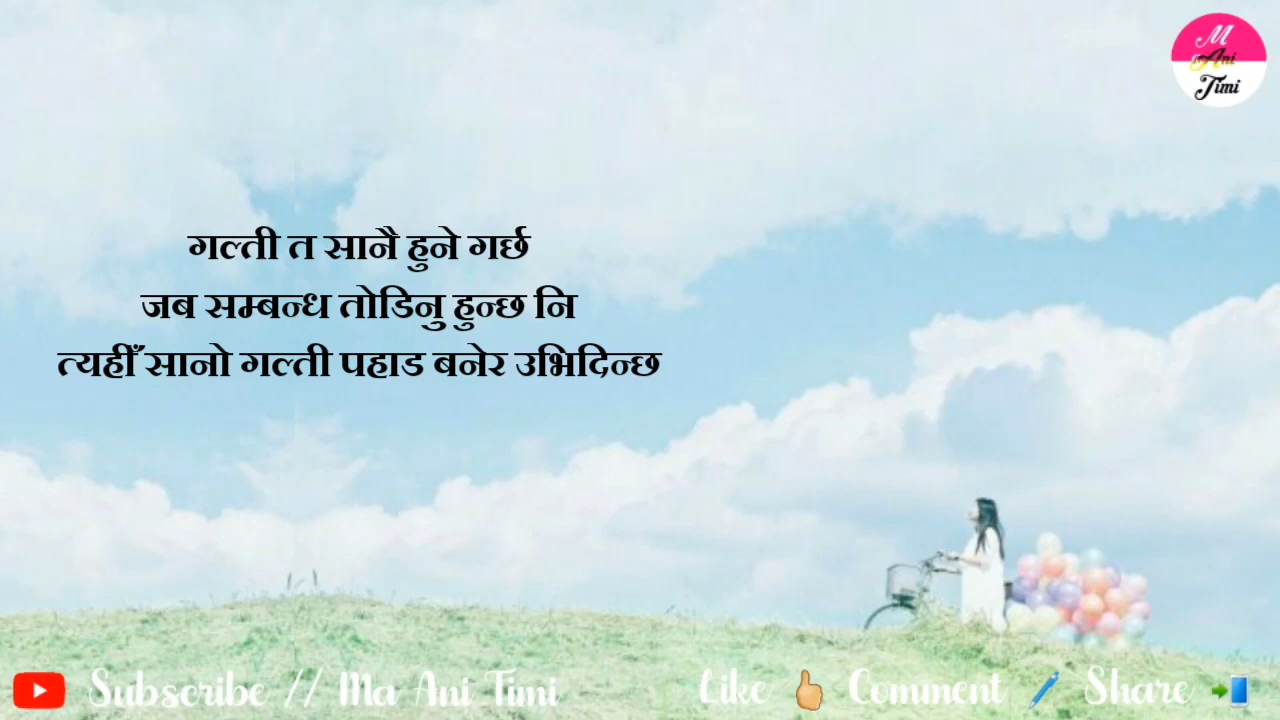 M
Ani
Timi
गल्ती त सानै हुने गर्छ
जब सम्बन्ध तोडिनु हुन्छ नि
त्यहीँ सानो गल्ती पहाड बनेर उभिदिन्छ
Subscribe // Ma Ani Timi
Like Comment Share